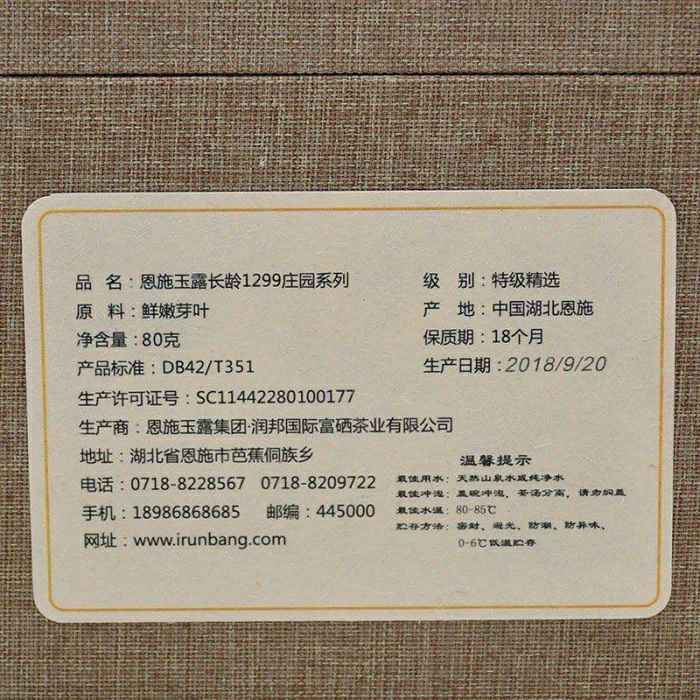 品 名：恩施玉露长龄1299庄园系列
级 别：特级精选
原 料：鲜嫩芽叶
产 地：中国湖北恩施
净含量：80克
保质期：18个月
产品标准：DB42/T351
生产日期：2018/9/20
生产许可证号：SC11442280100177
生产商：恩施玉露集团·润邦国际富硒茶业有限公司
地址：湖北省恩施市芭蕉侗族乡
电话：0718-8228567 0718-8209722
手机：18986868685 邮编：445000
网址：www.irunbang.com
温馨提示
最佳用水：天然山泉水或纯净水
最佳冲泡：盖碗冲泡，茶汤分离，请勿闷盖
最佳水温：80-85℃
贮存方法：密封、避光、防潮、防异味、
0-6℃低温贮存